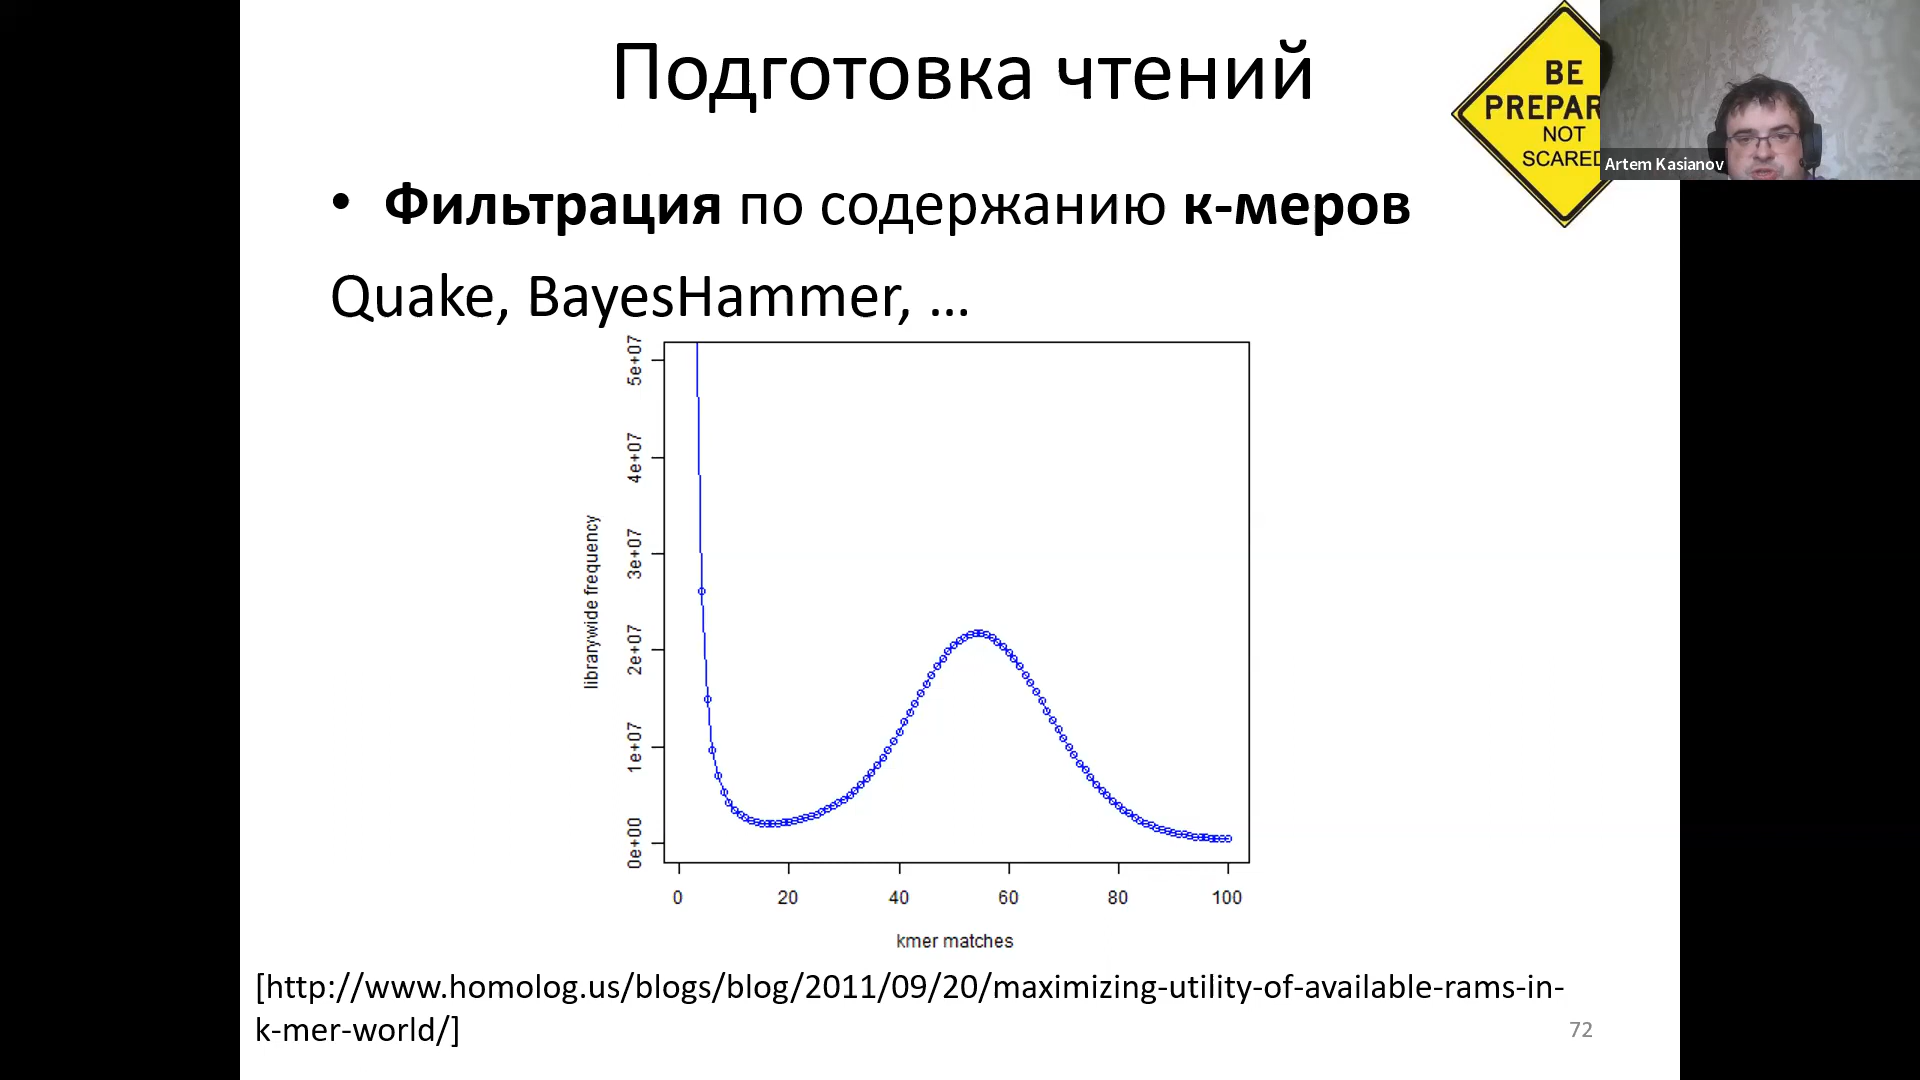 Подготовка чтений
BE
PREPAR
NOT
SCARED
Artem Kasianov
• Фильтрация по содержанию к-меров
Quake, BayesHammer, ...
5e+07
4e+07
3e+07
2e+07
1e+07
0e+00
librarywide frequency
0 20 40 60 80 100
kmer matches
[http://www.homolog.us/blogs/blog/2011/09/20/maximizing-utility-of-available-rams-in-
k-mer-world/]
72